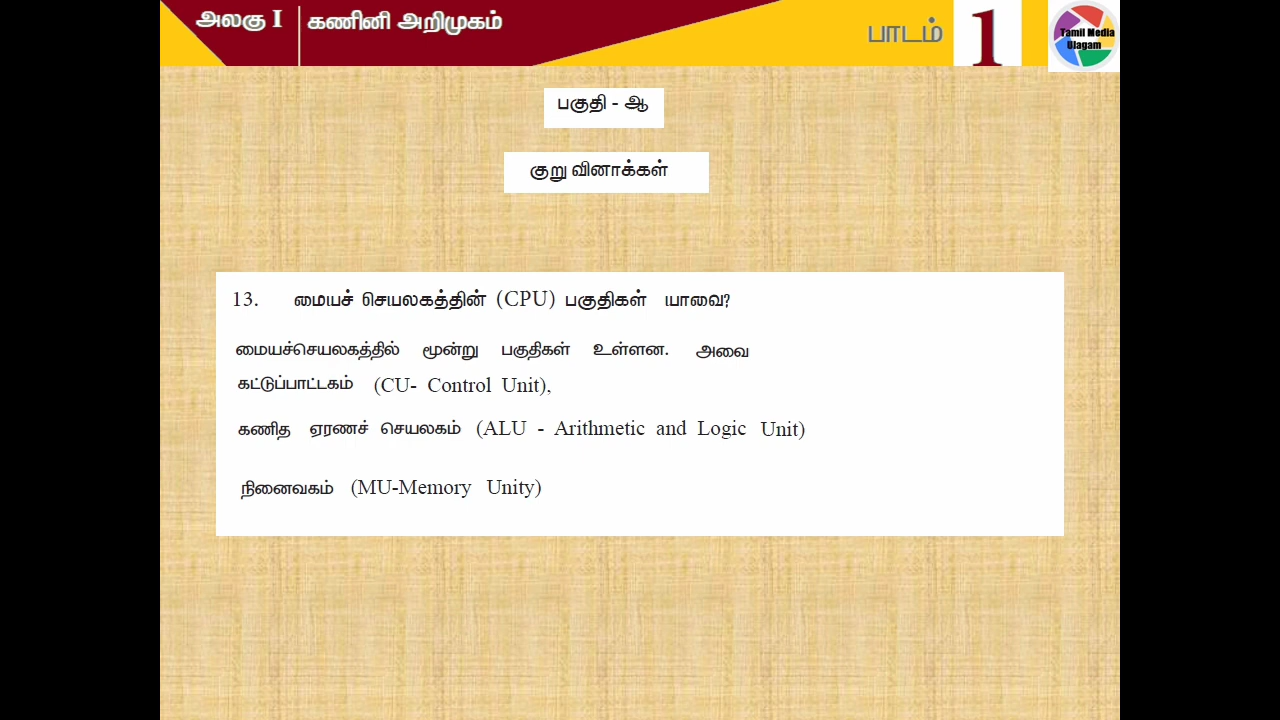 அலகு I கணினி அறிமுகம்
பாடம் 1
Tamil Media
Ulagam
பகுதி - ஆ
குறு வினாக்கள்
13. மையச் செயலகத்தின் (CPU) பகுதிகள் யாவை?
மையச்செயலகத்தில் மூன்று பகுதிகள் உள்ளன. அவை
கட்டுப்பாட்டகம் (CU- Control Unit),
கணித ஏரணச் செயலகம் (ALU - Arithmetic and Logic Unit)
நினைவகம் (MU-Memory Unity)